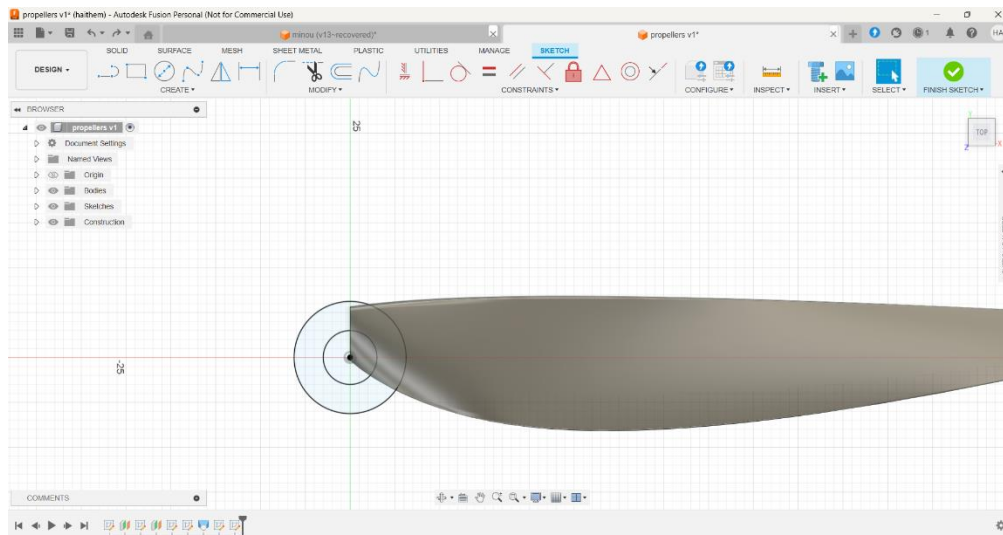 propellers v1* (haithem) - Autodesk Fusion Personal (Not for Commercial Use)
minou (v13~recovered)*
propellers v1*
1
HA
SOLID SURFACE MESH SHEET METAL PLASTIC UTILITIES MANAGE SKETCH
DESIGN
CREATE MODIFY CONSTRAINTS CONFIGURE INSPECT INSERT SELECT FINISH SKETCH
BROWSER
propellers v1
Document Settings
Named Views
Origin
Bodies
Sketches
Construction
25
TOP
X
Z
-25
COMMENTS